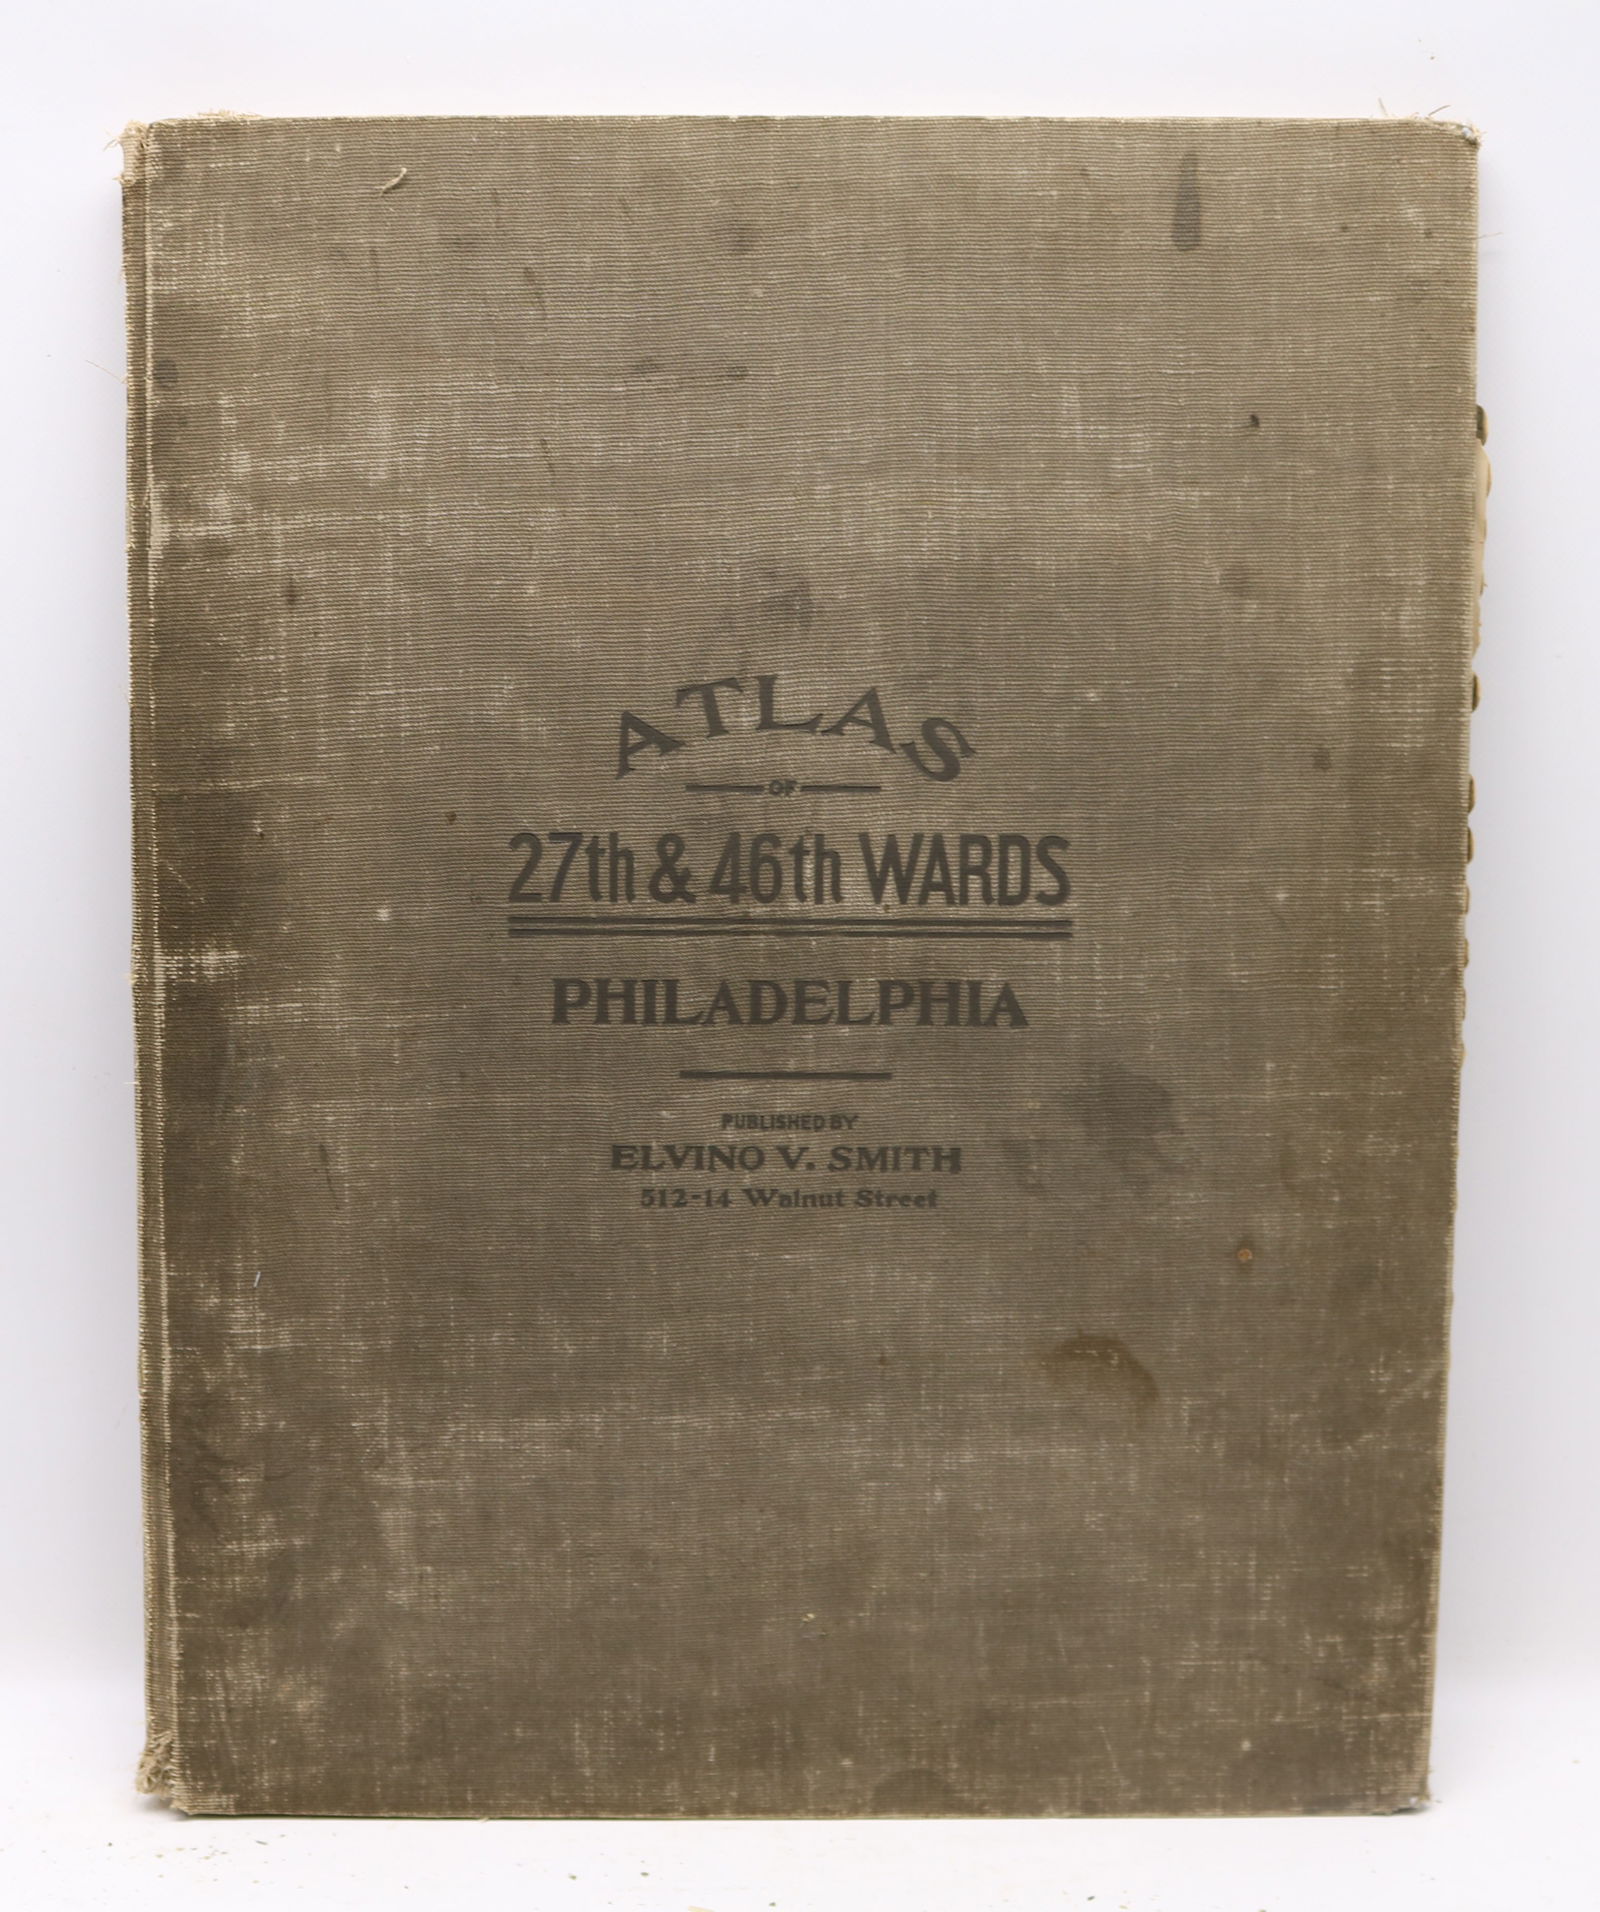 ATLAS
OF
27th & 46th WARDS
PHILADELPHIA
PUBLISHED BY
ELVINO V. SMITH
512-14 Walnut Street